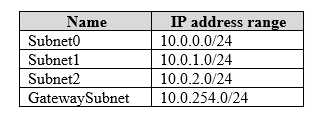 Name IP address range
Subnet0 10.0.0.0/24
Subnet1 10.0.1.0/24
Subnet2 10.0.2.0/24
GatewaySubnet 10.0.254.0/24